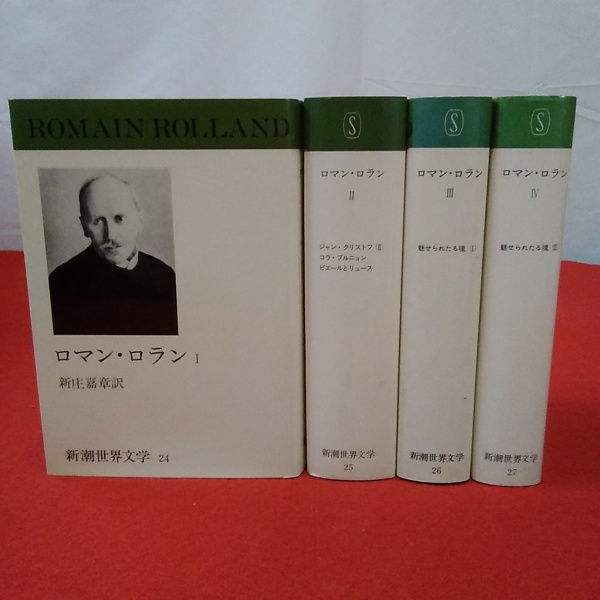 ROMAIN ROLLAND
ロマン・ロラン 1
新庄嘉章訳
新潮世界文学 24
S
ロマン・ロラン
II
ジャン・クリストフ (II)
コラ・ブルニョン
ピエールとリュース
新潮世界文学
25
S
ロマン・ロラン
III
魅せられたる魂 (I)
新潮世界文学
26
S
ロマン・ロラン
IV
魅せられたる魂 (II)
新潮世界文学
27